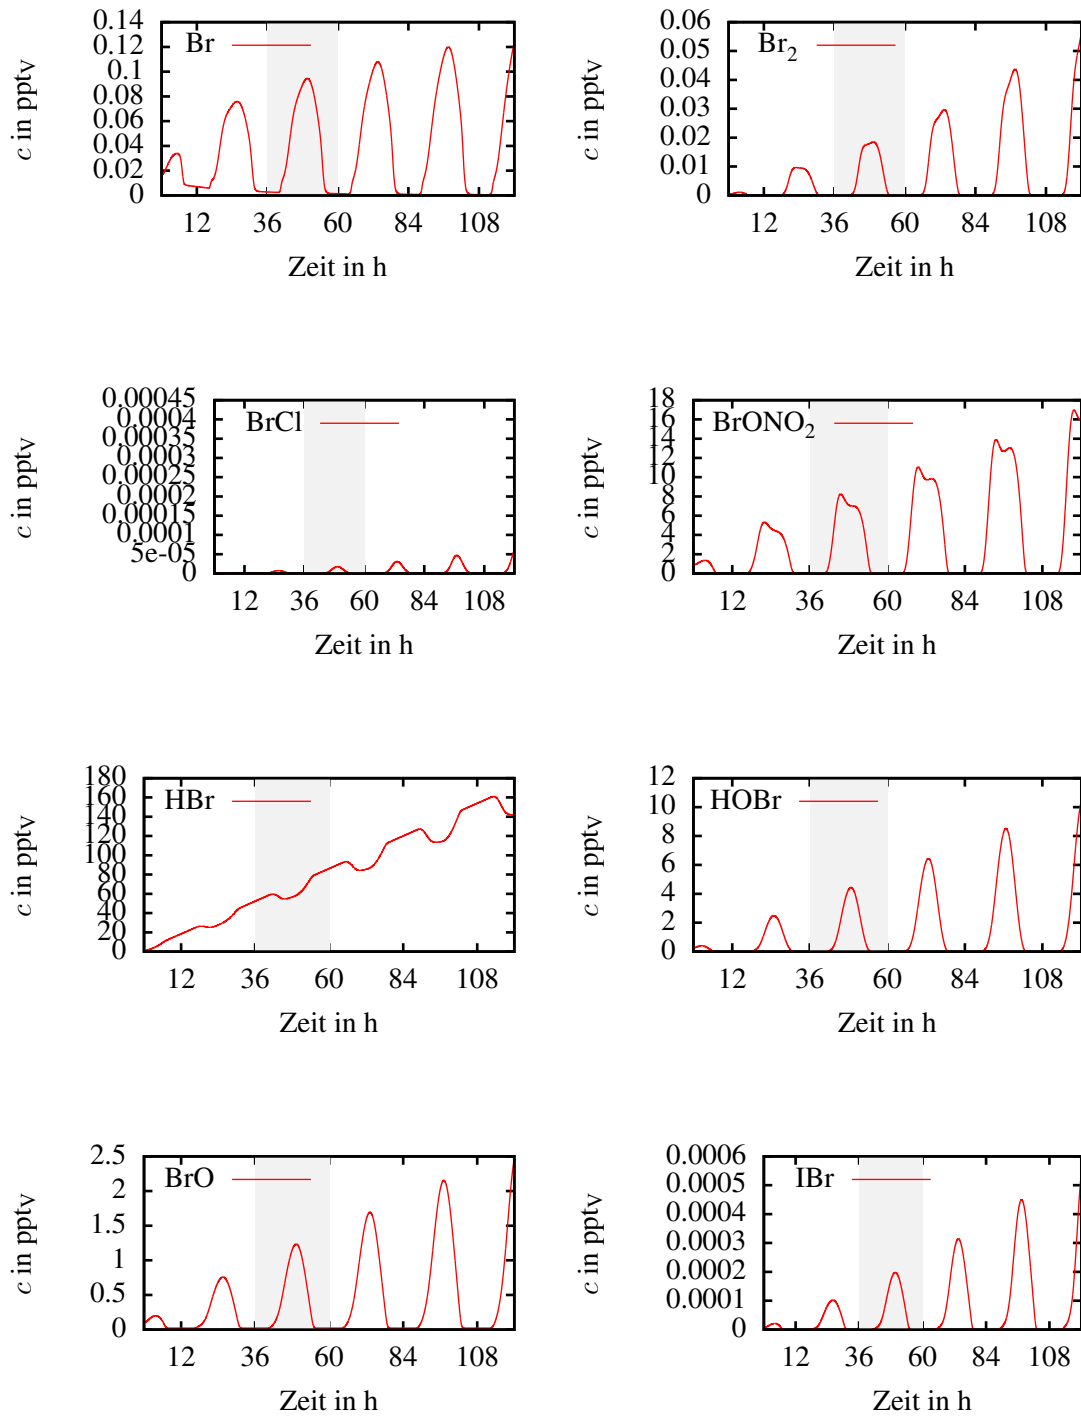 0.14
0.12
0.1
0.08
0.06
0.04
0.02
0
c in pptv
Br
12 36 60 84 108
Zeit in h
0.06
0.05
0.04
0.03
0.02
0.01
0
c in pptv
Br₂
12 36 60 84 108
Zeit in h
0.00045
0.0004
0.00035
0.0003
0.00025
0.0002
0.00015
0.0001
5e-05
0
c in pptv
BrCl
12 36 60 84 108
Zeit in h
18
16
14
12
10
8
6
4
2
0
c in pptv
BrONO₂
12 36 60 84 108
Zeit in h
180
160
140
120
100
80
60
40
20
0
c in pptv
HBr
12 36 60 84 108
Zeit in h
12
10
8
6
4
2
0
c in pptv
HOBr
12 36 60 84 108
Zeit in h
2.5
2
1.5
1
0.5
0
c in pptv
BrO
12 36 60 84 108
Zeit in h
0.0006
0.0005
0.0004
0.0003
0.0002
0.0001
0
c in pptv
IBr
12 36 60 84 108
Zeit in h